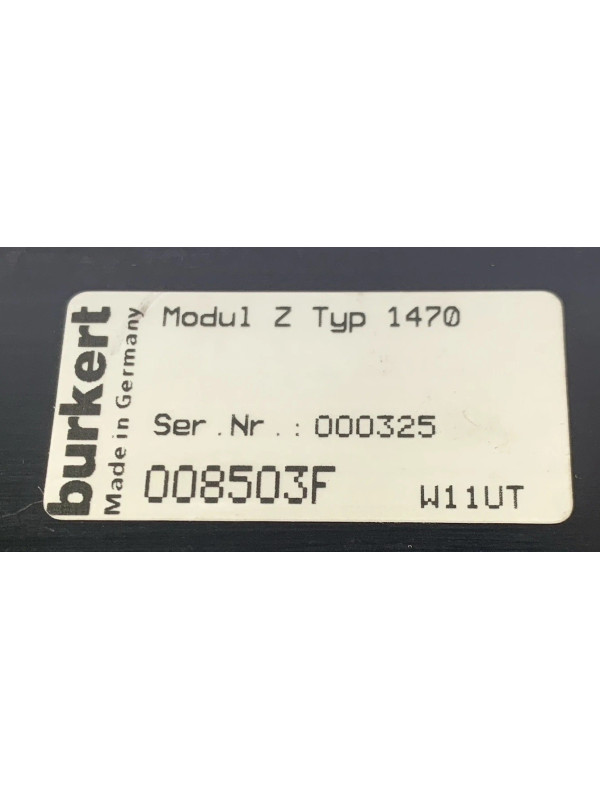 burkert
Made in Germany
Modul Z Typ 1470
Ser.Nr.: 000325
008503F
W11UT